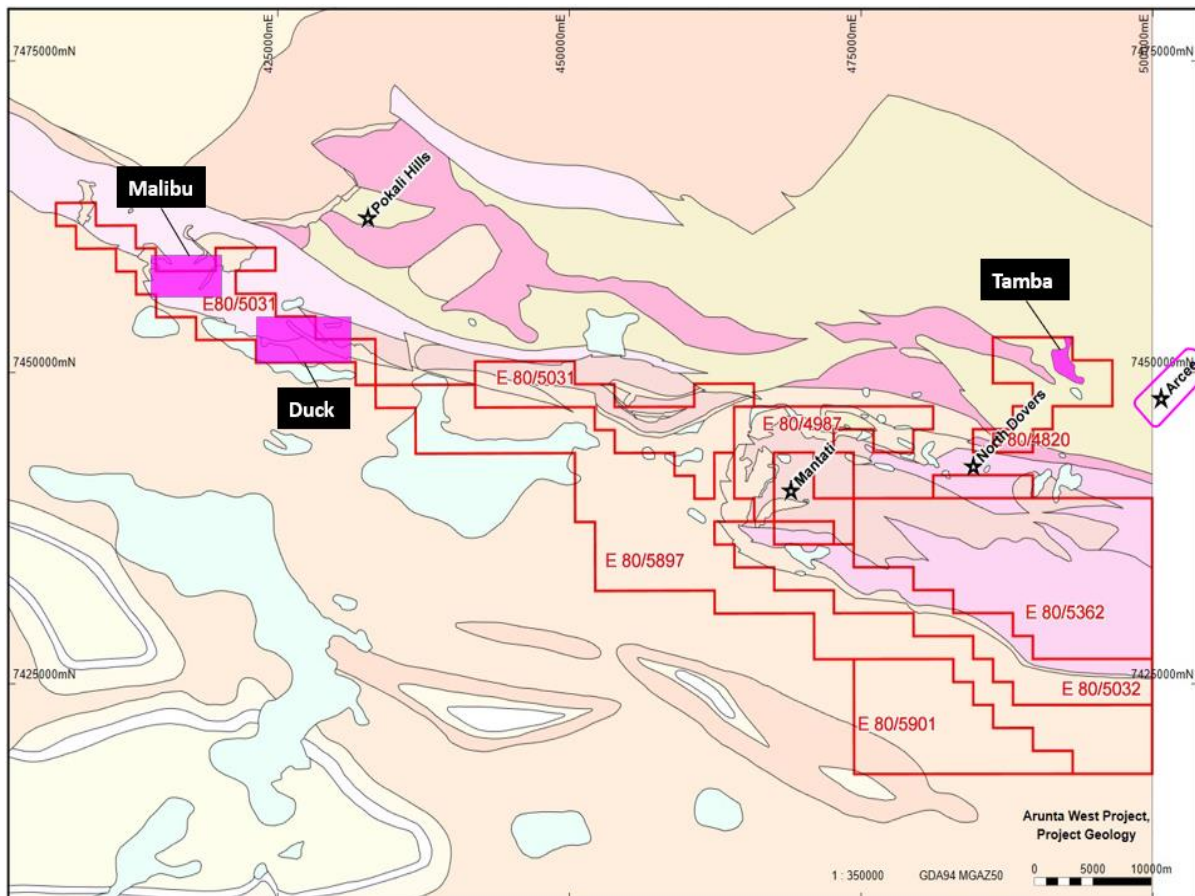 425000mE
450000mE
475000mE
500000mE
7475000mN
7475000mN
Pokali Hills
Malibu
E80/5031
Tamba
7450000mN
7450000mN
E 80/5031
Duck
Arcee
North Dovers
E 80/4987
80/4820
Mantati
E 80/5897
E 80/5362
7425000mN
7425000mN
E 80/5032
E 80/5901
Arunta West Project,
Project Geology
1 : 350000 GDA94 MGAZ50
0 5000 10000m